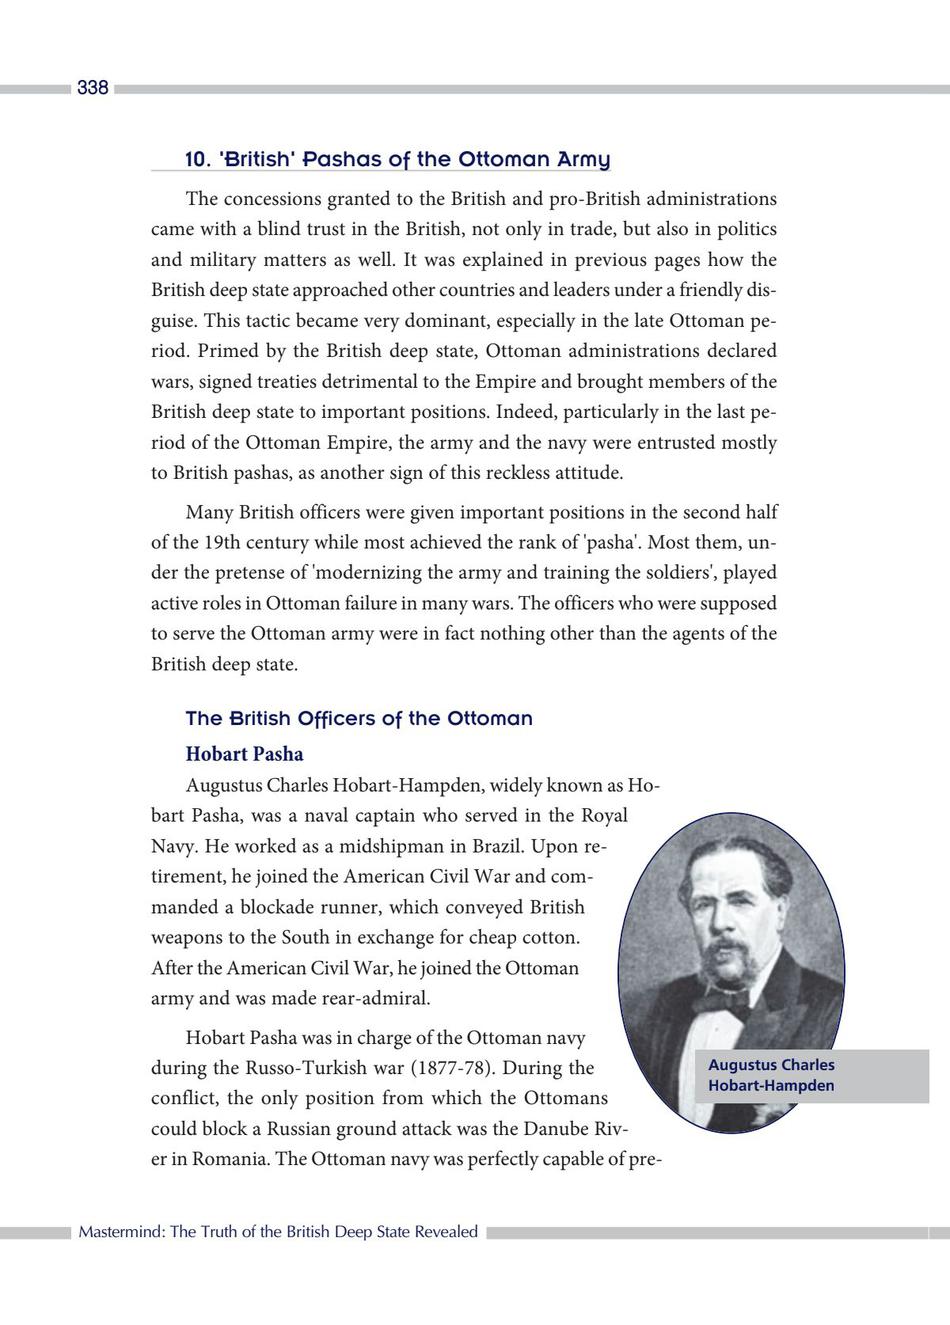 338
10. 'British' Pashas of the Ottoman Army
The concessions granted to the British and pro-British administrations
came with a blind trust in the British, not only in trade, but also in politics
and military matters as well. It was explained in previous pages how the
British deep state approached other countries and leaders under a friendly dis-
guise. This tactic became very dominant, especially in the late Ottoman pe-
riod. Primed by the British deep state, Ottoman administrations declared
wars, signed treaties detrimental to the Empire and brought members of the
British deep state to important positions. Indeed, particularly in the last pe-
riod of the Ottoman Empire, the army and the navy were entrusted mostly
to British pashas, as another sign of this reckless attitude.
Many British officers were given important positions in the second half
of the 19th century while most achieved the rank of 'pasha'. Most them, un-
der the pretense of 'modernizing the army and training the soldiers', played
active roles in Ottoman failure in many wars. The officers who were supposed
to serve the Ottoman army were in fact nothing other than the agents of the
British deep state.
The British Officers of the Ottoman
Hobart Pasha
Augustus Charles Hobart-Hampden, widely known as Ho-
bart Pasha, was a naval captain who served in the Royal
Navy. He worked as a midshipman in Brazil. Upon re-
tirement, he joined the American Civil War and com-
manded a blockade runner, which conveyed British
weapons to the South in exchange for cheap cotton.
After the American Civil War, he joined the Ottoman
army and was made rear-admiral.
Hobart Pasha was in charge of the Ottoman navy
during the Russo-Turkish war (1877-78). During the
conflict, the only position from which the Ottomans
could block a Russian ground attack was the Danube Riv-
er in Romania. The Ottoman navy was perfectly capable of pre-
Augustus Charles
Hobart-Hampden
Mastermind: The Truth of the British Deep State Revealed